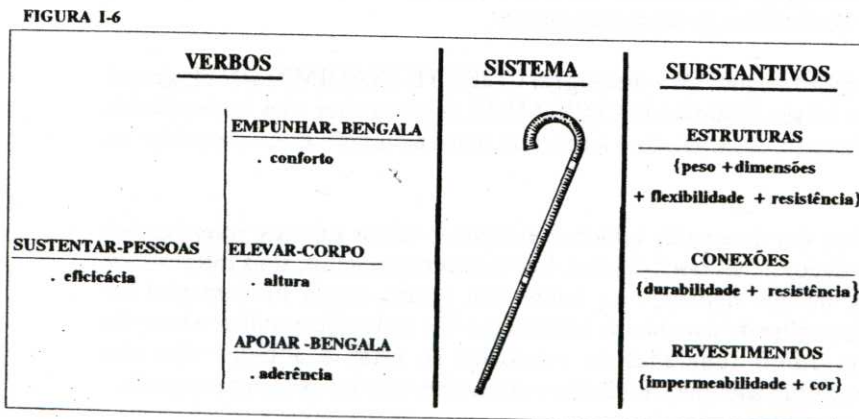 FIGURA I-6
VERBOS
SISTEMA
SUBSTANTIVOS
EMPUNHAR- BENGALA
. conforto
SUSTENTAR-PESSOAS
. eficicácia
ELEVAR-CORPO
. altura
APOIAR -BENGALA
. aderência
ESTRUTURAS
{peso +dimensões
+ flexibilidade + resistência}
CONEXÕES
{durabilidade + resistência}
REVESTIMENTOS
{impermeabilidade + cor}